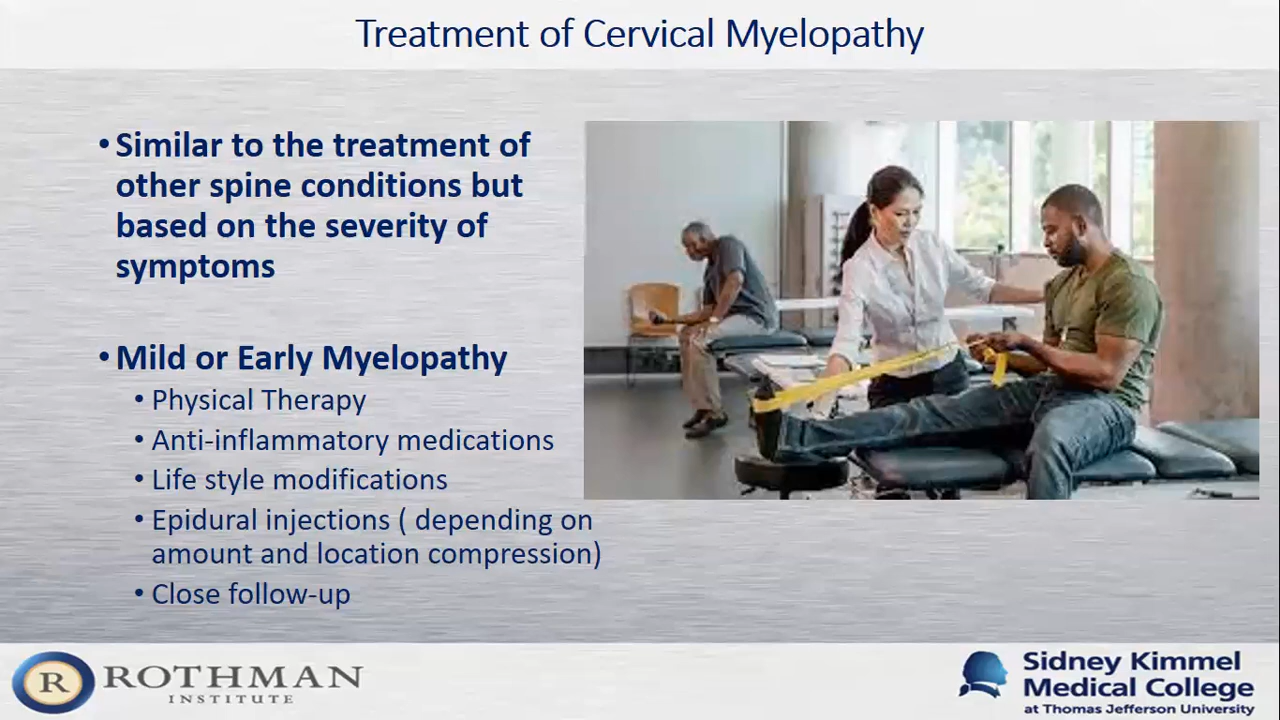 Treatment of Cervical Myelopathy
• Similar to the treatment of
other spine conditions but
based on the severity of
symptoms
• Mild or Early Myelopathy
• Physical Therapy
• Anti-inflammatory medications
• Life style modifications
• Epidural injections ( depending on
amount and location compression)
• Close follow-up
R ROTHMAN
INSTITUTE
Sidney Kimmel
Medical College
at Thomas Jefferson University